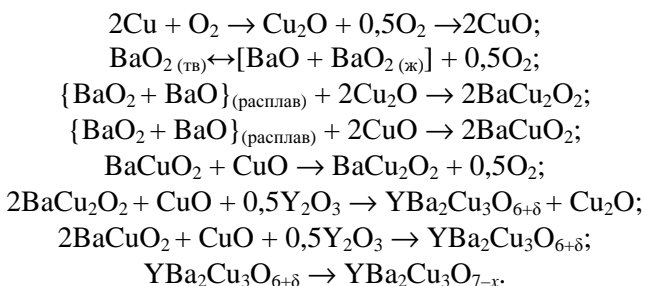 2Cu + O₂ → Cu₂O + 0,5O₂ →2CuO;
BaO₂ (тв)↔[BaO + BaO₂ (ж)] + 0,5O₂;
{BaO₂ + BaO}(расплав) + 2Cu₂O → 2BaCu₂O₂;
{BaO₂ + BaO}(расплав) + 2CuO → 2BaCuO₂;
BaCuO₂ + CuO → BaCu₂O₂ + 0,5O₂;
2BaCu₂O₂ + CuO + 0,5Y₂O₃ → YBa₂Cu₃O₆₊δ + Cu₂O;
2BaCuO₂ + CuO + 0,5Y₂O₃ → YBa₂Cu₃O₆₊δ;
YBa₂Cu₃O₆₊δ → YBa₂Cu₃O₇₋ₓ.